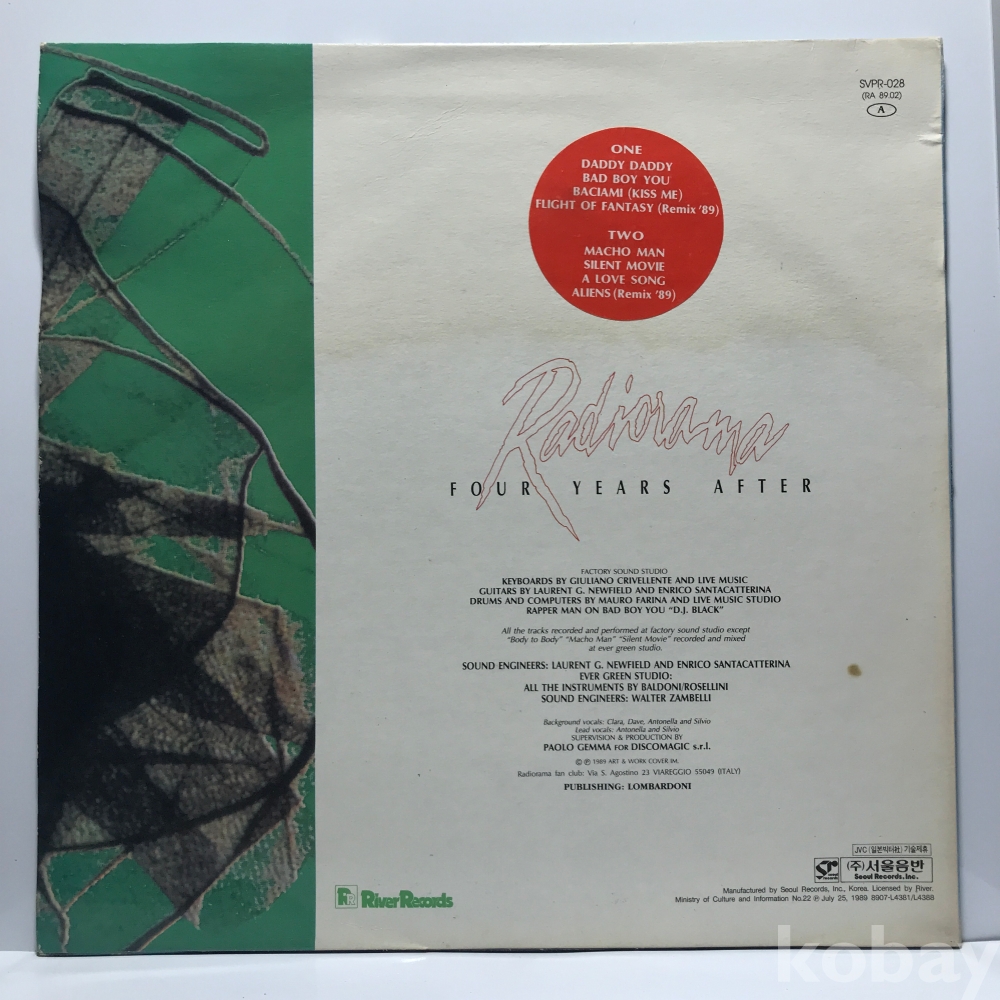 SVPR-028
(RA 89.02)
A
ONE
DADDY DADDY
BAD BOY YOU
BACIAMI (KISS ME)
FLIGHT OF FANTASY (Remix '89)
TWO
MACHO MAN
SILENT MOVIE
A LOVE SONG
ALIENS (Remix '89)
Radiorama
FOUR YEARS AFTER
FACTORY SOUND STUDIO
KEYBOARDS BY GIULIANO CRIVELLENTE AND LIVE MUSIC
GUITARS BY LAURENT G. NEWFIELD AND ENRICO SANTACATTERINA
DRUMS AND COMPUTERS BY MAURO FARINA AND LIVE MUSIC STUDIO
RAPPER MAN ON BAD BOY YOU "D.J. BLACK"
All the tracks recorded and performed at factory sound studio except
"Body to Body" "Macho Man" "Silent Movie" recorded and mixed
at ever green studio.
SOUND ENGINEERS: LAURENT G. NEWFIELD AND ENRICO SANTACATTERINA
EVER GREEN STUDIO:
ALL THE INSTRUMENTS BY BALDONI/ROSELLINI
SOUND ENGINEERS: WALTER ZAMBELLI
Background vocals: Clara, Dave, Antonella and Silvio
Lead vocals: Antonella and Silvio
SUPERVISION & PRODUCTION BY
PAOLO GEMMA FOR DISCOMAGIC s.r.l.
© ℗ 1989 ART & WORK COVER IM.
Radiorama fan club: Via S. Agostino 23 VIAREGGIO 55049 (ITALY)
PUBLISHING: LOMBARDONI
River Records
JVC (일본빅터社) 기술제휴
(주)서울음반
Seoul Records, Inc.
Manufactured by Seoul Records, Inc., Korea. Licensed by River.
Ministry of Culture and Information No.22 ℗ July 25, 1989 8907-L4381/L4388
kobay